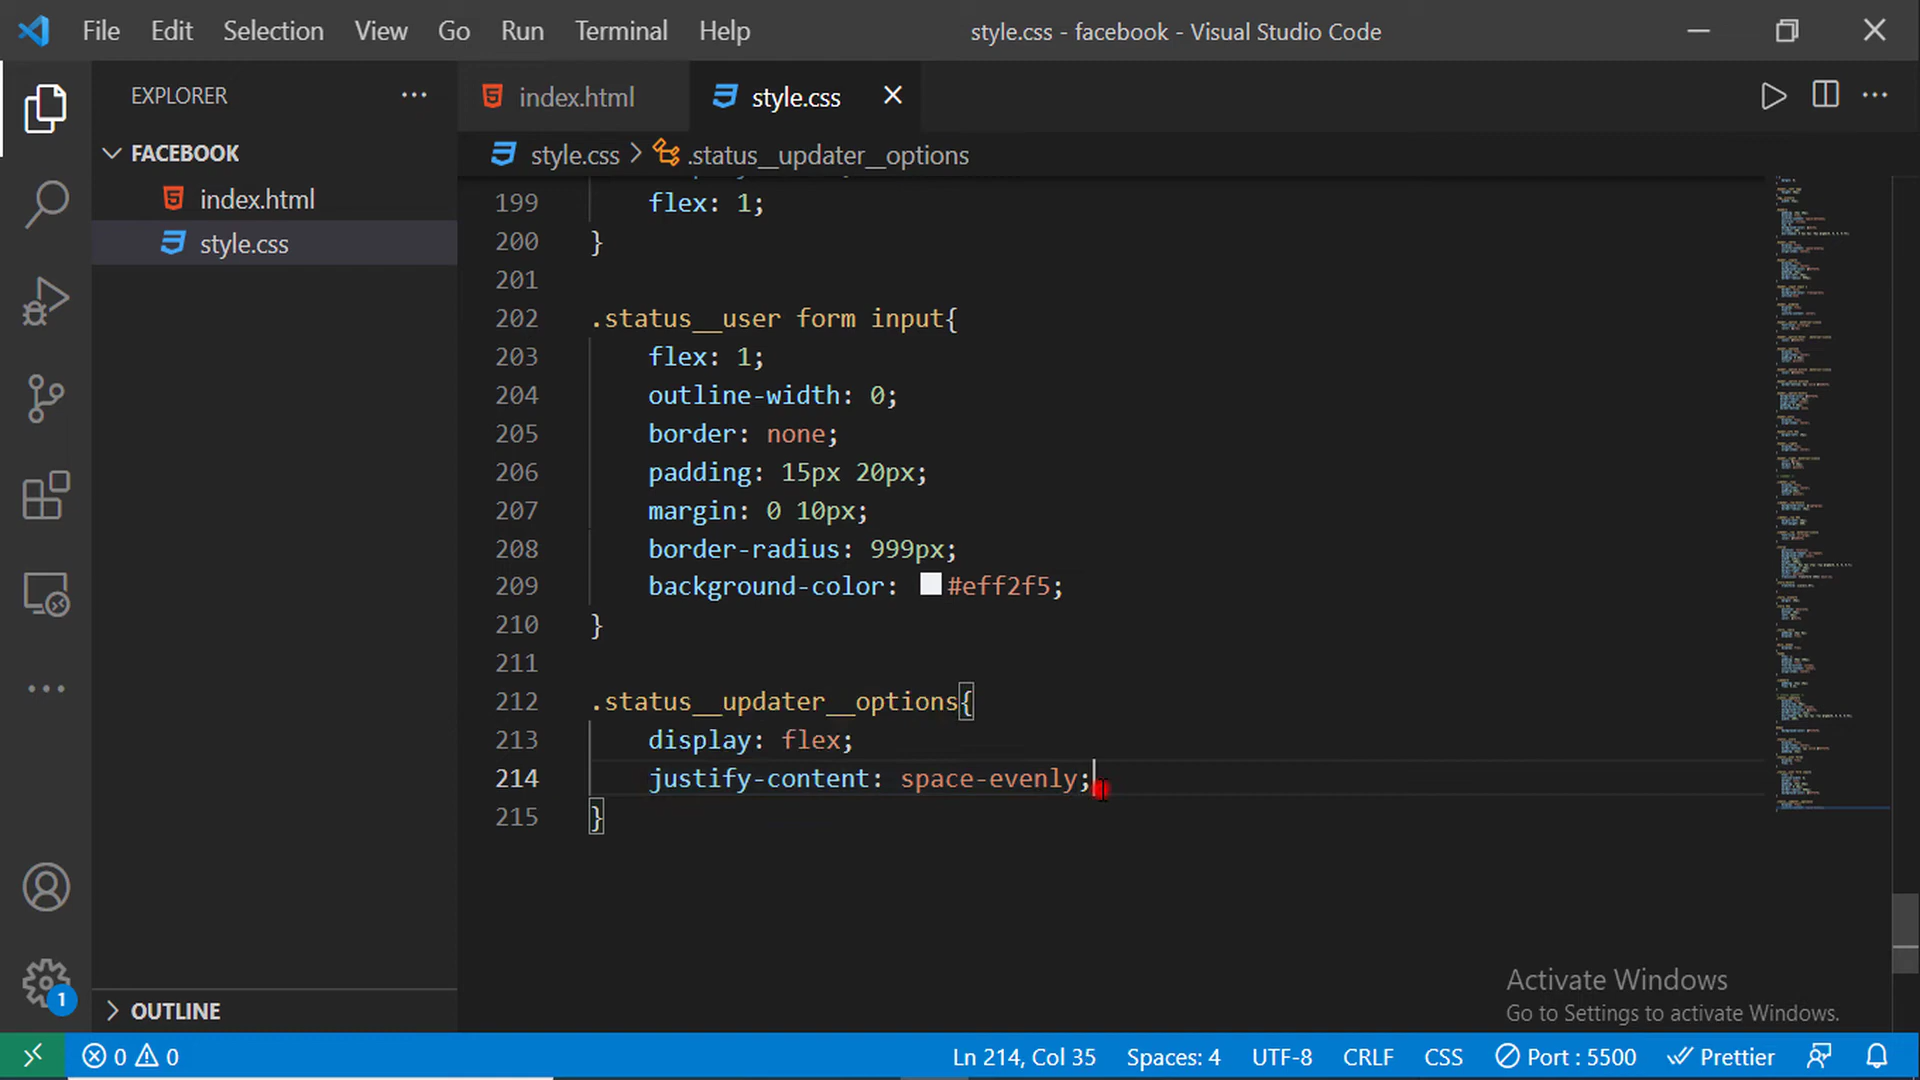 File Edit Selection View Go Run Terminal Help
style.css - facebook - Visual Studio Code
EXPLORER
FACEBOOK
index.html
style.css
OUTLINE
index.html
style.css
style.css > .status__updater__options
199 flex: 1;
200 }
201
202 .status__user form input{
203 flex: 1;
204 outline-width: 0;
205 border: none;
206 padding: 15px 20px;
207 margin: 0 10px;
208 border-radius: 999px;
209 background-color: #eff2f5;
210 }
211
212 .status__updater__options{
213 display: flex;
214 justify-content: space-evenly;
215 }
Activate Windows
Go to Settings to activate Windows.
1
0 0
Ln 214, Col 35 Spaces: 4 UTF-8 CRLF CSS Port : 5500 Prettier